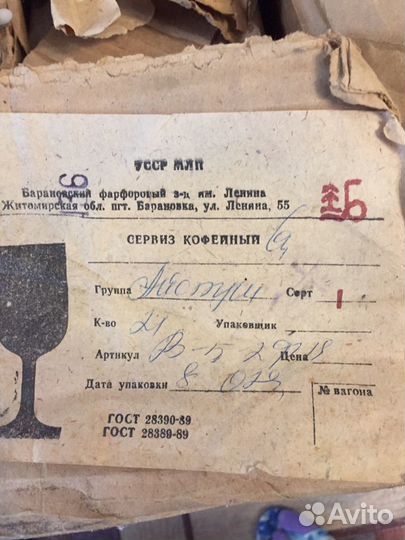 УССР МЛП
Барановский фарфоровый з-д им. Ленина
Житомирская обл. пгт. Барановка, ул. Ленина, 55
СЕРВИЗ КОФЕЙНЫЙ
Группа Сорт 1
К-во 21 Упаковщик
Артикул Цена
Дата упаковки 8
№ вагона
ГОСТ 28390-89
ГОСТ 28389-89
Avito